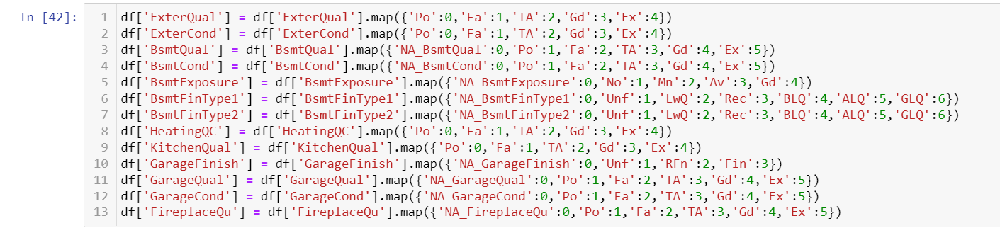 In [42]:
1 df['ExterQual'] = df['ExterQual'].map({'Po':0,'Fa':1,'TA':2,'Gd':3,'Ex':4})
2 df['ExterCond'] = df['ExterCond'].map({'Po':0,'Fa':1,'TA':2,'Gd':3,'Ex':4})
3 df['BsmtQual'] = df['BsmtQual'].map({'NA_BsmtQual':0,'Po':1,'Fa':2,'TA':3,'Gd':4,'Ex':5})
4 df['BsmtCond'] = df['BsmtCond'].map({'NA_BsmtCond':0,'Po':1,'Fa':2,'TA':3,'Gd':4,'Ex':5})
5 df['BsmtExposure'] = df['BsmtExposure'].map({'NA_BsmtExposure':0,'No':1,'Mn':2,'Av':3,'Gd':4})
6 df['BsmtFinType1'] = df['BsmtFinType1'].map({'NA_BsmtFinType1':0,'Unf':1,'LwQ':2,'Rec':3,'BLQ':4,'ALQ':5,'GLQ':6})
7 df['BsmtFinType2'] = df['BsmtFinType2'].map({'NA_BsmtFinType2':0,'Unf':1,'LwQ':2,'Rec':3,'BLQ':4,'ALQ':5,'GLQ':6})
8 df['HeatingQC'] = df['HeatingQC'].map({'Po':0,'Fa':1,'TA':2,'Gd':3,'Ex':4})
9 df['KitchenQual'] = df['KitchenQual'].map({'Po':0,'Fa':1,'TA':2,'Gd':3,'Ex':4})
10 df['GarageFinish'] = df['GarageFinish'].map({'NA_GarageFinish':0,'Unf':1,'RFn':2,'Fin':3})
11 df['GarageQual'] = df['GarageQual'].map({'NA_GarageQual':0,'Po':1,'Fa':2,'TA':3,'Gd':4,'Ex':5})
12 df['GarageCond'] = df['GarageCond'].map({'NA_GarageCond':0,'Po':1,'Fa':2,'TA':3,'Gd':4,'Ex':5})
13 df['FireplaceQu'] = df['FireplaceQu'].map({'NA_FireplaceQu':0,'Po':1,'Fa':2,'TA':3,'Gd':4,'Ex':5})